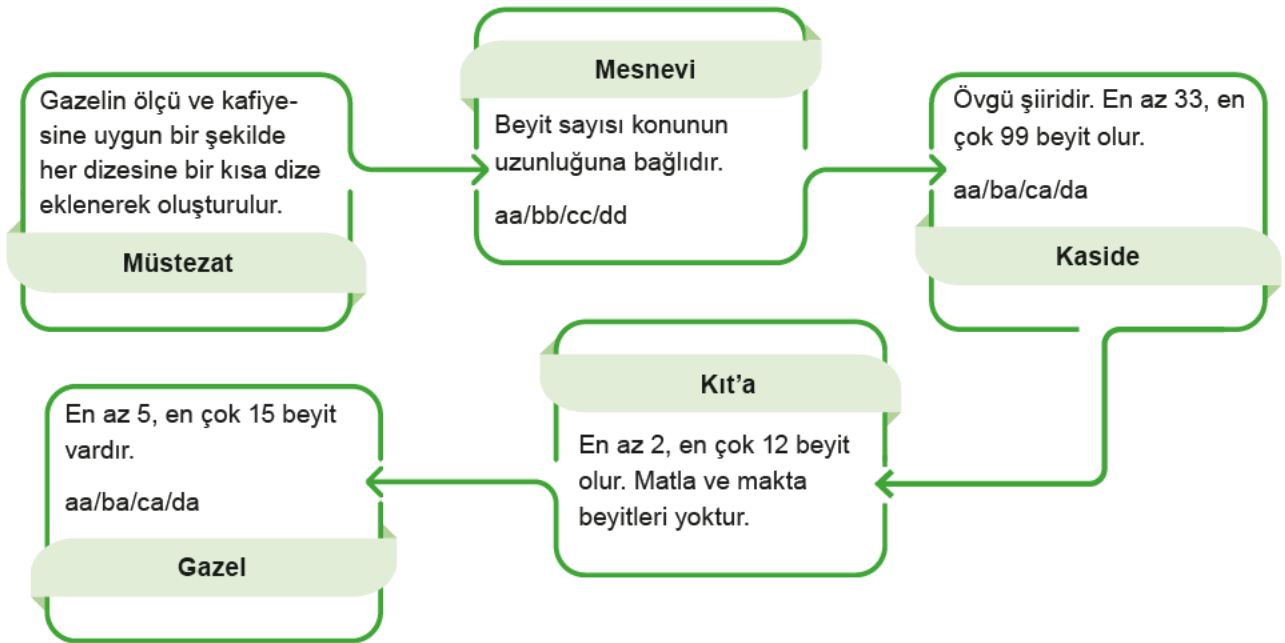 Gazelin ölçü ve kafiye-
sine uygun bir şekilde
her dizesine bir kısa dize
eklenerek oluşturulur.
Müstezat
Mesnevi
Beyit sayısı konunun
uzunluğuna bağlıdır.
aa/bb/cc/dd
Övgü şiiridir. En az 33, en
çok 99 beyit olur.
aa/ba/ca/da
Kaside
Kıt’a
En az 2, en çok 12 beyit
olur. Matla ve makta
beyitleri yoktur.
En az 5, en çok 15 beyit
vardır.
aa/ba/ca/da
Gazel